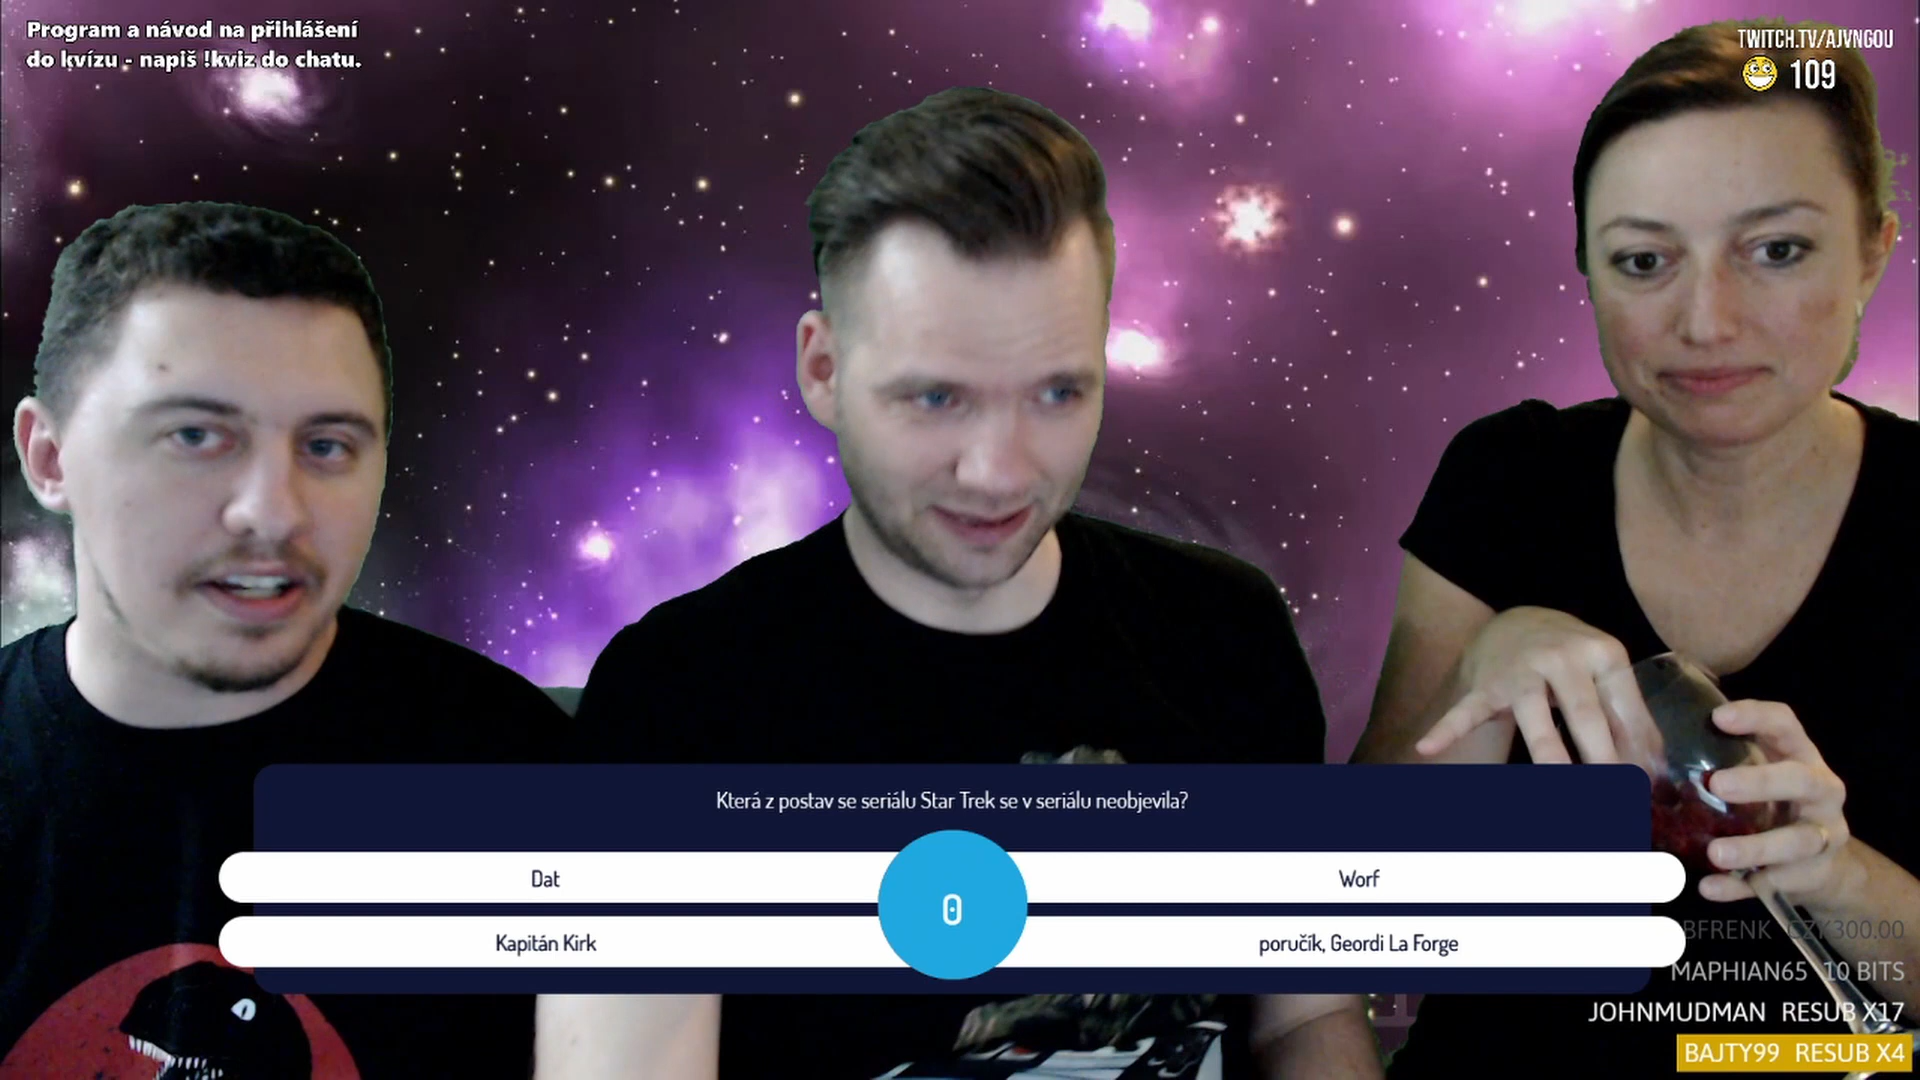 Program a návod na přihlášení
do kvízu - napiš !kviz do chatu.
TWITCH.TV/AJVNGOU
109
Která z postav se seriálu Star Trek se v seriálu neobjevila?
Dat
Worf
0
Kapitán Kirk
poručík, Geordi La Forge
BFRENK CZK300.00
MAPHIAN65 10 BITS
JOHNMUDMAN RESUB X17
BAJTY99 RESUB X4